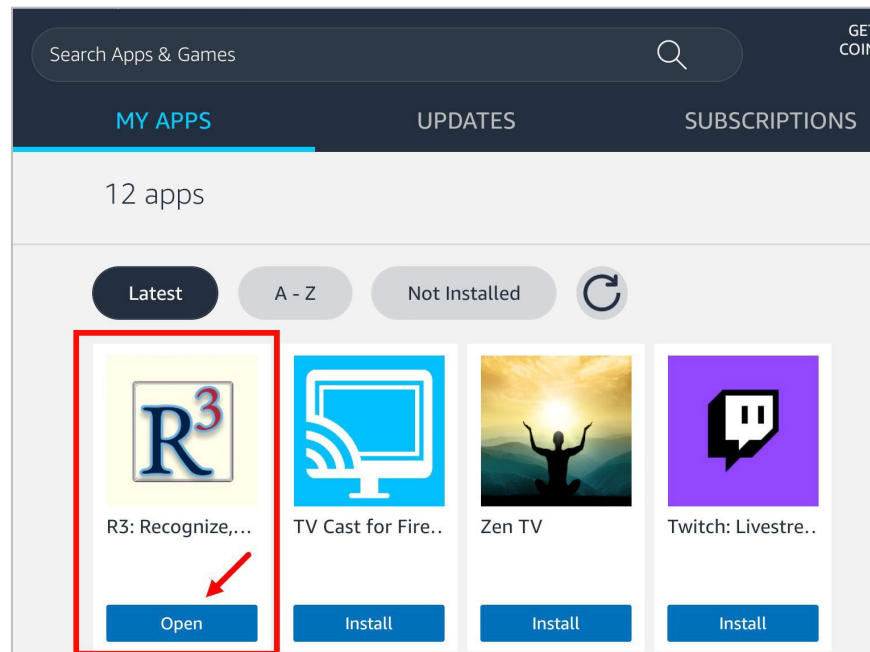 GET
COIN
Search Apps & Games
MY APPS UPDATES SUBSCRIPTIONS
12 apps
Latest A - Z Not Installed
R3
R3: Recognize,... TV Cast for Fire.. Zen TV Twitch: Livestre..
Open Install Install Install